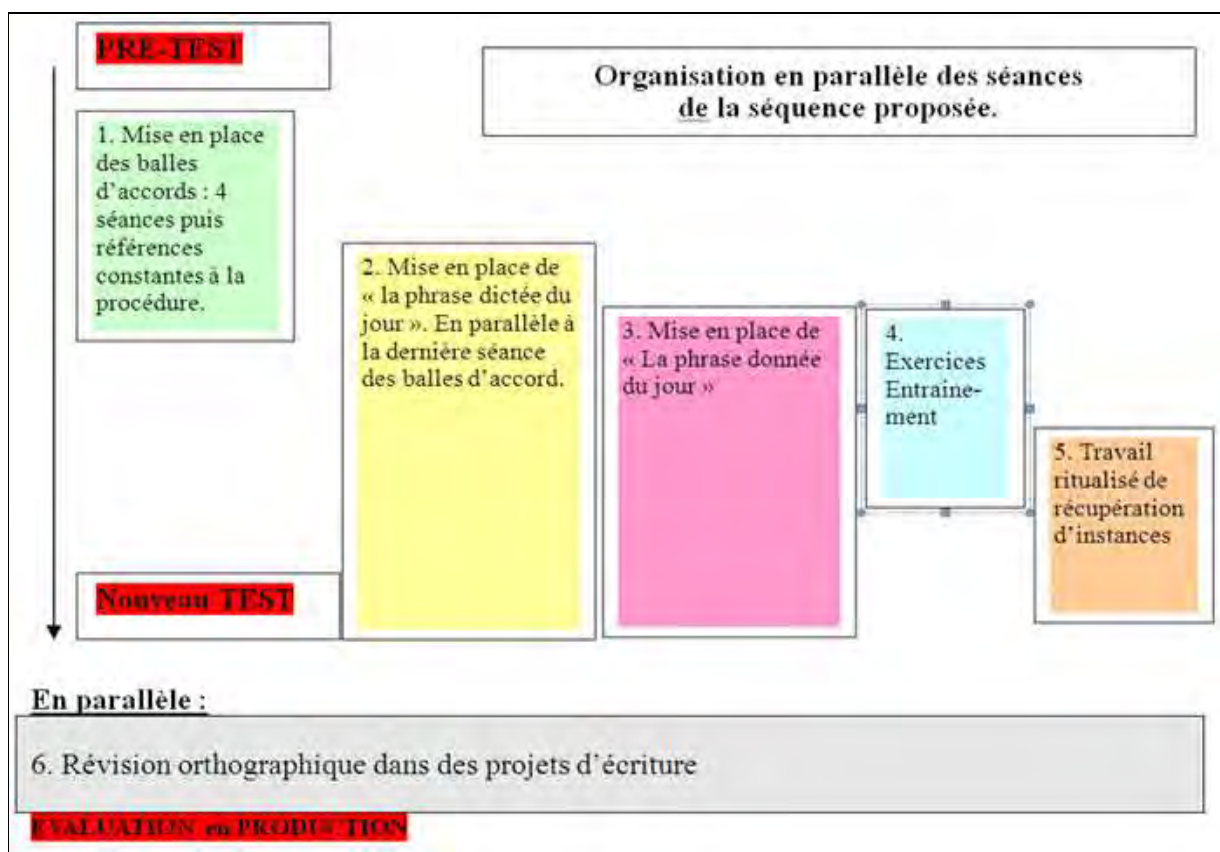 PRE-TEST
Organisation en parallèle des séances
de la séquence proposée.
1. Mise en place
des balles
d'accords : 4
séances puis
références
constantes à la
procédure.
2. Mise en place de
« la phrase dictée du
jour ». En parallèle à
la dernière séance
des balles d'accord.
3. Mise en place de
« La phrase donnée
du jour »
4.
Exercices
Entraine-
ment
5. Travail
ritualisé de
récupération
d'instances
Nouveau TEST
En parallèle :
6. Révision orthographique dans des projets d'écriture
EVALUATION en PRODUCTION